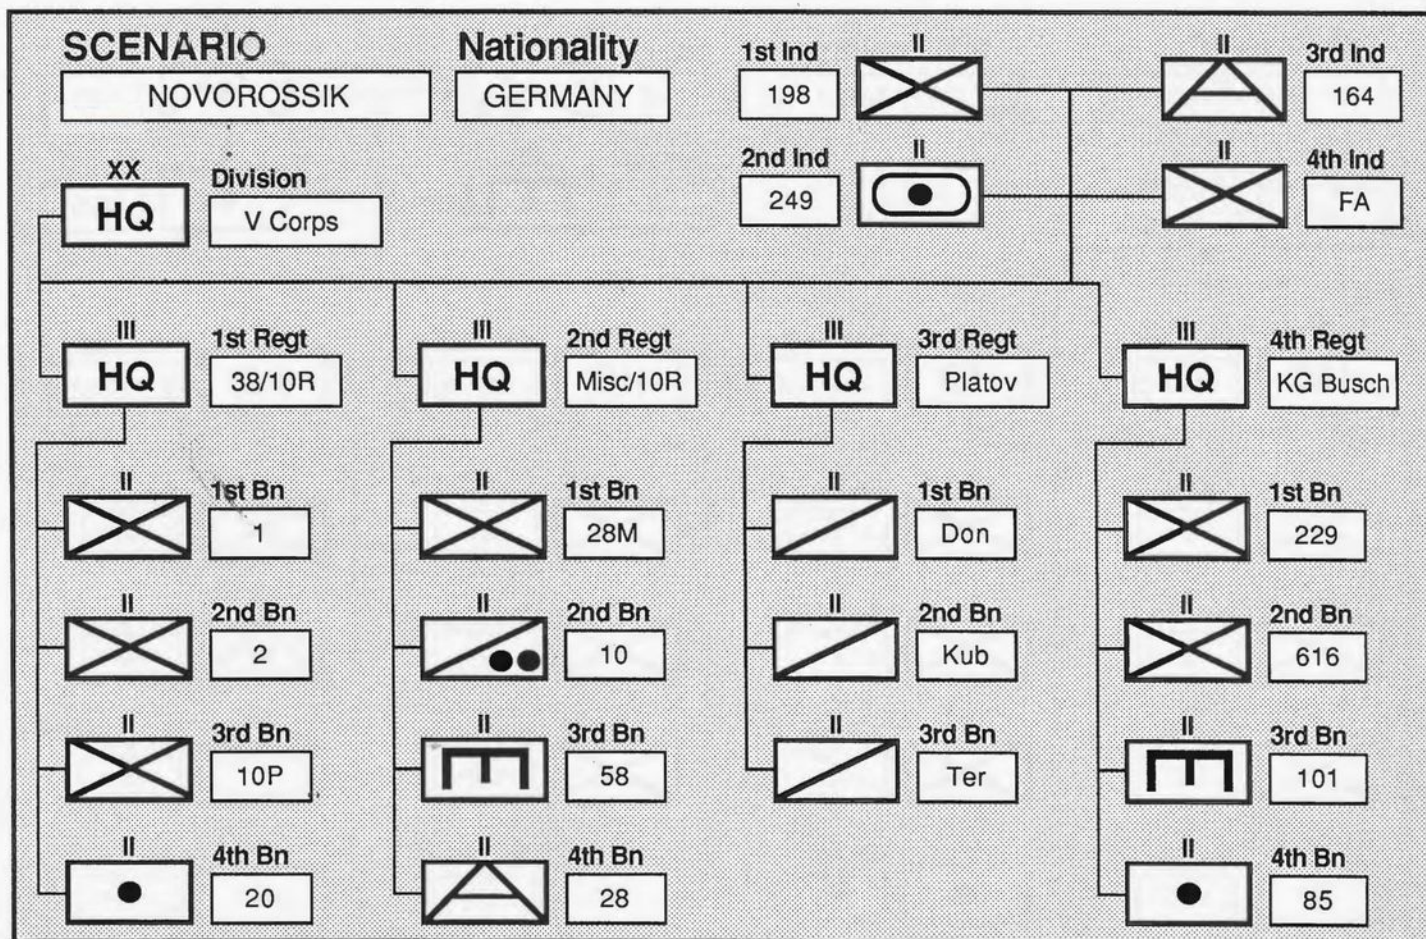 SCENARIO Nationality
NOVOROSSIK GERMANY
1st Ind II II 3rd Ind
198 164
2nd Ind II II 4th Ind
249 FA
XX Division
HQ V Corps
III 1st Regt III 2nd Regt III 3rd Regt III 4th Regt
HQ 38/10R HQ Misc/10R HQ Platov HQ KG Busch
II 1st Bn II 1st Bn II 1st Bn II 1st Bn
1 28M Don 229
II 2nd Bn II 2nd Bn II 2nd Bn II 2nd Bn
2 10 Kub 616
II 3rd Bn II 3rd Bn II 3rd Bn II 3rd Bn
10P 58 Ter 101
II 4th Bn II 4th Bn II 4th Bn
20 28 85